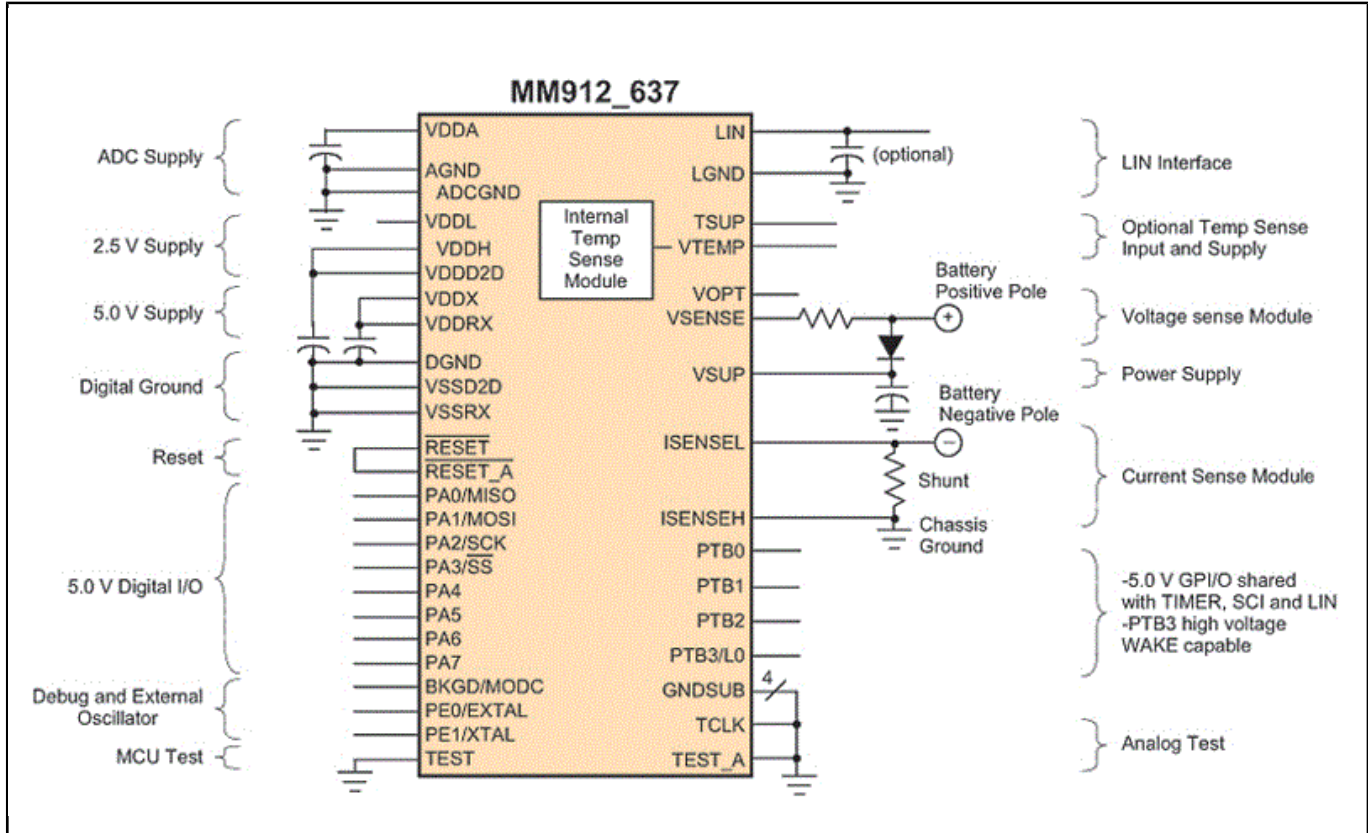 MM912_637
ADC Supply
2.5 V Supply
5.0 V Supply
Digital Ground
Reset
5.0 V Digital I/O
Debug and External
Oscillator
MCU Test
VDDA
AGND
ADCGND
VDDL
VDDH
VDDD2D
VDDX
VDDRX
DGND
VSSD2D
VSSRX
RESET
RESET_A
PA0/MISO
PA1/MOSI
PA2/SCK
PA3/SS
PA4
PA5
PA6
PA7
BKGD/MODC
PE0/EXTAL
PE1/XTAL
TEST
Internal
Temp
Sense
Module
LIN
LGND
TSUP
VTEMP
VOPT
VSENSE
VSUP
ISENSEL
ISENSEH
PTB0
PTB1
PTB2
PTB3/L0
GNDSUB
TCLK
TEST_A
4
(optional)
Battery
Positive Pole
+
Battery
Negative Pole
−
Shunt
Chassis
Ground
LIN Interface
Optional Temp Sense
Input and Supply
Voltage sense Module
Power Supply
Current Sense Module
-5.0 V GPI/O shared
with TIMER, SCI and LIN
-PTB3 high voltage
WAKE capable
Analog Test